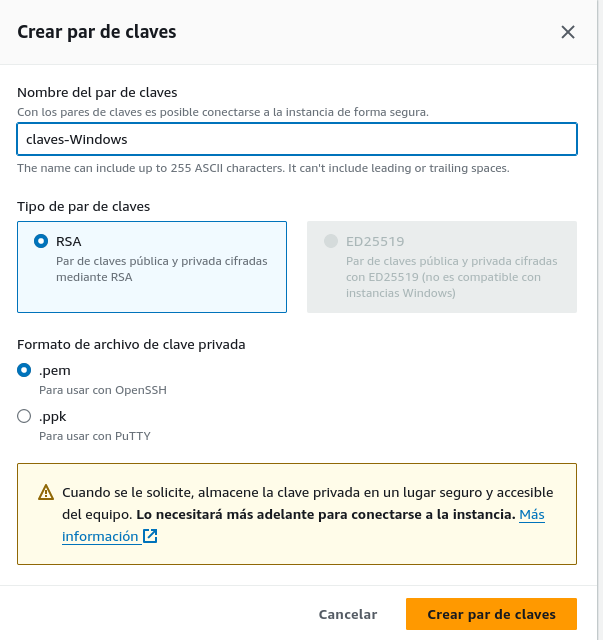 Crear par de claves
Nombre del par de claves
Con los pares de claves es posible conectarse a la instancia de forma segura.
claves-Windows
The name can include up to 255 ASCII characters. It can't include leading or trailing spaces.
Tipo de par de claves
RSA
Par de claves pública y privada cifradas
mediante RSA
ED25519
Par de claves pública y privada cifradas
con ED25519 (no es compatible con
instancias Windows)
Formato de archivo de clave privada
.pem
Para usar con OpenSSH
.ppk
Para usar con PuTTY
Cuando se le solicite, almacene la clave privada en un lugar seguro y accesible
del equipo. Lo necesitará más adelante para conectarse a la instancia. Más
información
Cancelar
Crear par de claves